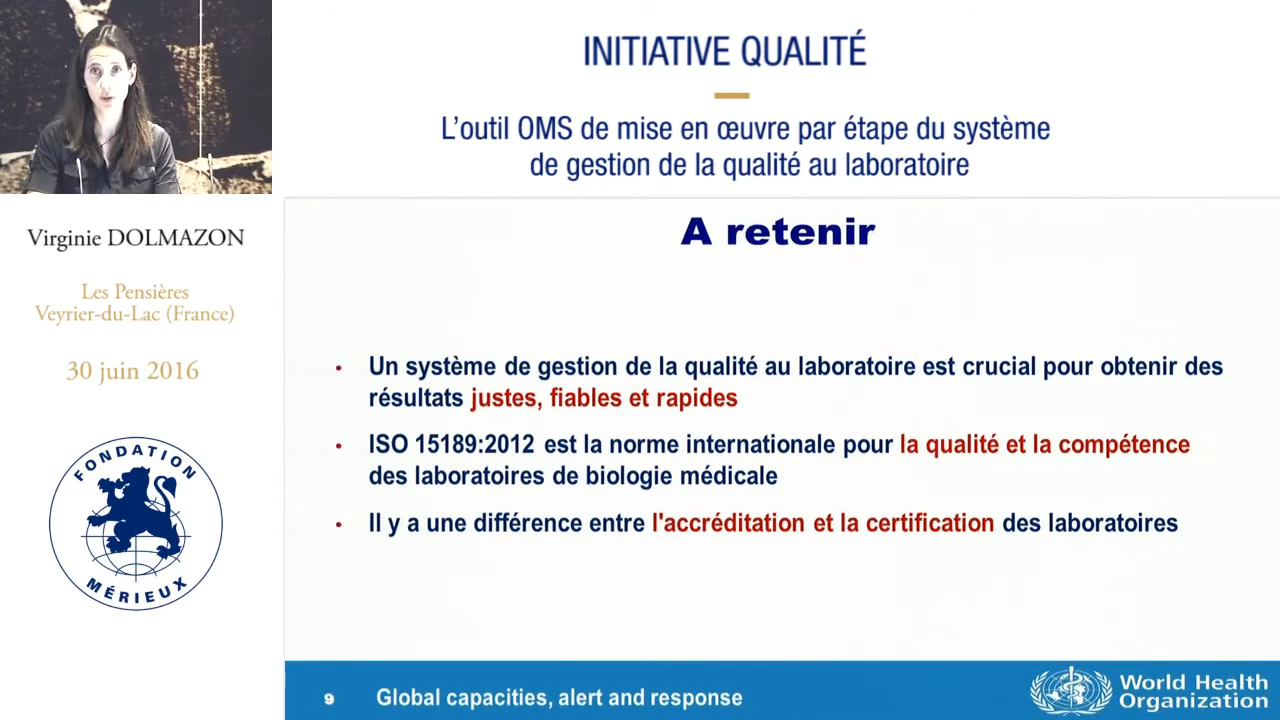 INITIATIVE QUALITÉ
L'outil OMS de mise en œuvre par étape du système
de gestion de la qualité au laboratoire
Virginie DOLMAZON
Les Pensières
Veyrier-du-Lac (France)
30 juin 2016
FONDATION
MÉRIEUX
A retenir
• Un système de gestion de la qualité au laboratoire est crucial pour obtenir des
résultats justes, fiables et rapides
• ISO 15189:2012 est la norme internationale pour la qualité et la compétence
des laboratoires de biologie médicale
• Il y a une différence entre l'accréditation et la certification des laboratoires
9 Global capacities, alert and response
World Health
Organization